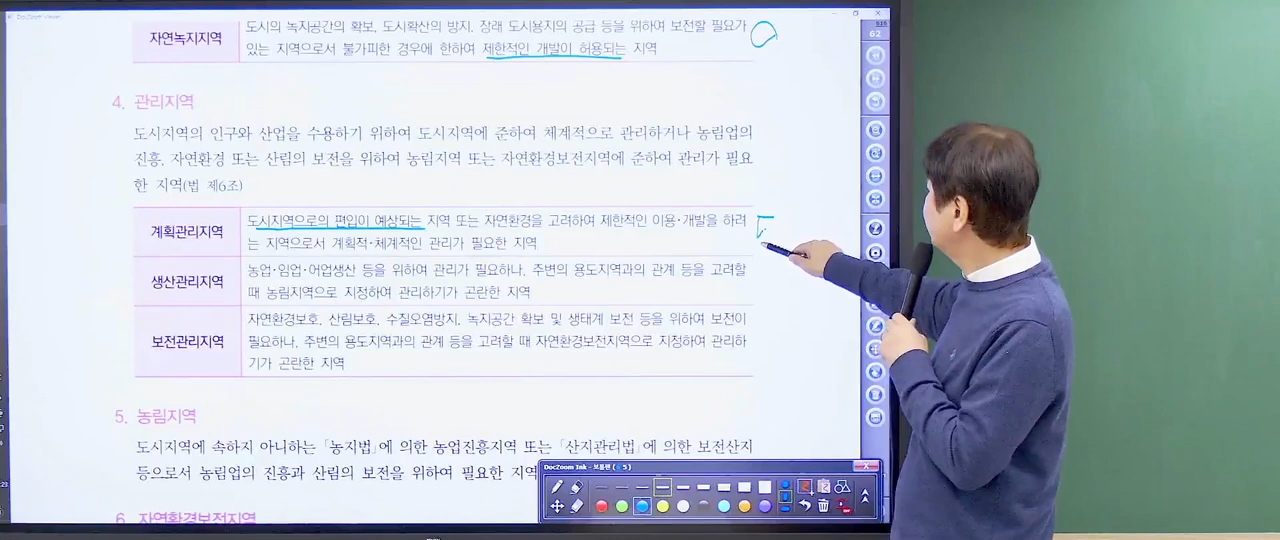 DocZoom Viewer
도시의 녹지공간의 확보, 도시확산의 방지, 장래 도시용지의 공급 등을 위하여 보전할 필요가
자연녹지지역
있는 지역으로서 불가피한 경우에 한하여 제한적인 개발이 허용되는 지역
62
4. 관리지역
도시지역의 인구와 산업을 수용하기 위하여 도시지역에 준하여 체계적으로 관리하거나 농림업의
진흥, 자연환경 또는 산림의 보전을 위하여 농림지역 또는 자연환경보전지역에 준하여 관리가 필요
한 지역(법 제6조)
도시지역으로의 편입이 예상되는 지역 또는 자연환경을 고려하여 제한적인 이용·개발을 하려
계획관리지역
는 지역으로서 계획적·체계적인 관리가 필요한 지역
농업·임업·어업생산 등을 위하여 관리가 필요하나, 주변의 용도지역과의 관계 등을 고려할
생산관리지역
때 농림지역으로 지정하여 관리하기가 곤란한 지역
자연환경보호, 산림보호, 수질오염방지, 녹지공간 확보 및 생태계 보전 등을 위하여 보전이
보전관리지역
필요하나, 주변의 용도지역과의 관계 등을 고려할 때 자연환경보전지역으로 지정하여 관리하
기가 곤란한 지역
5. 농림지역
도시지역에 속하지 아니하는 「농지법」에 의한 농업진흥지역 또는 「산지관리법」에 의한 보전산지
등으로서 농림업의 진흥과 산림의 보전을 위하여 필요한 지역
DocZoom Ink - 보통펜 ( 5 )
6. 자연환경보전지역